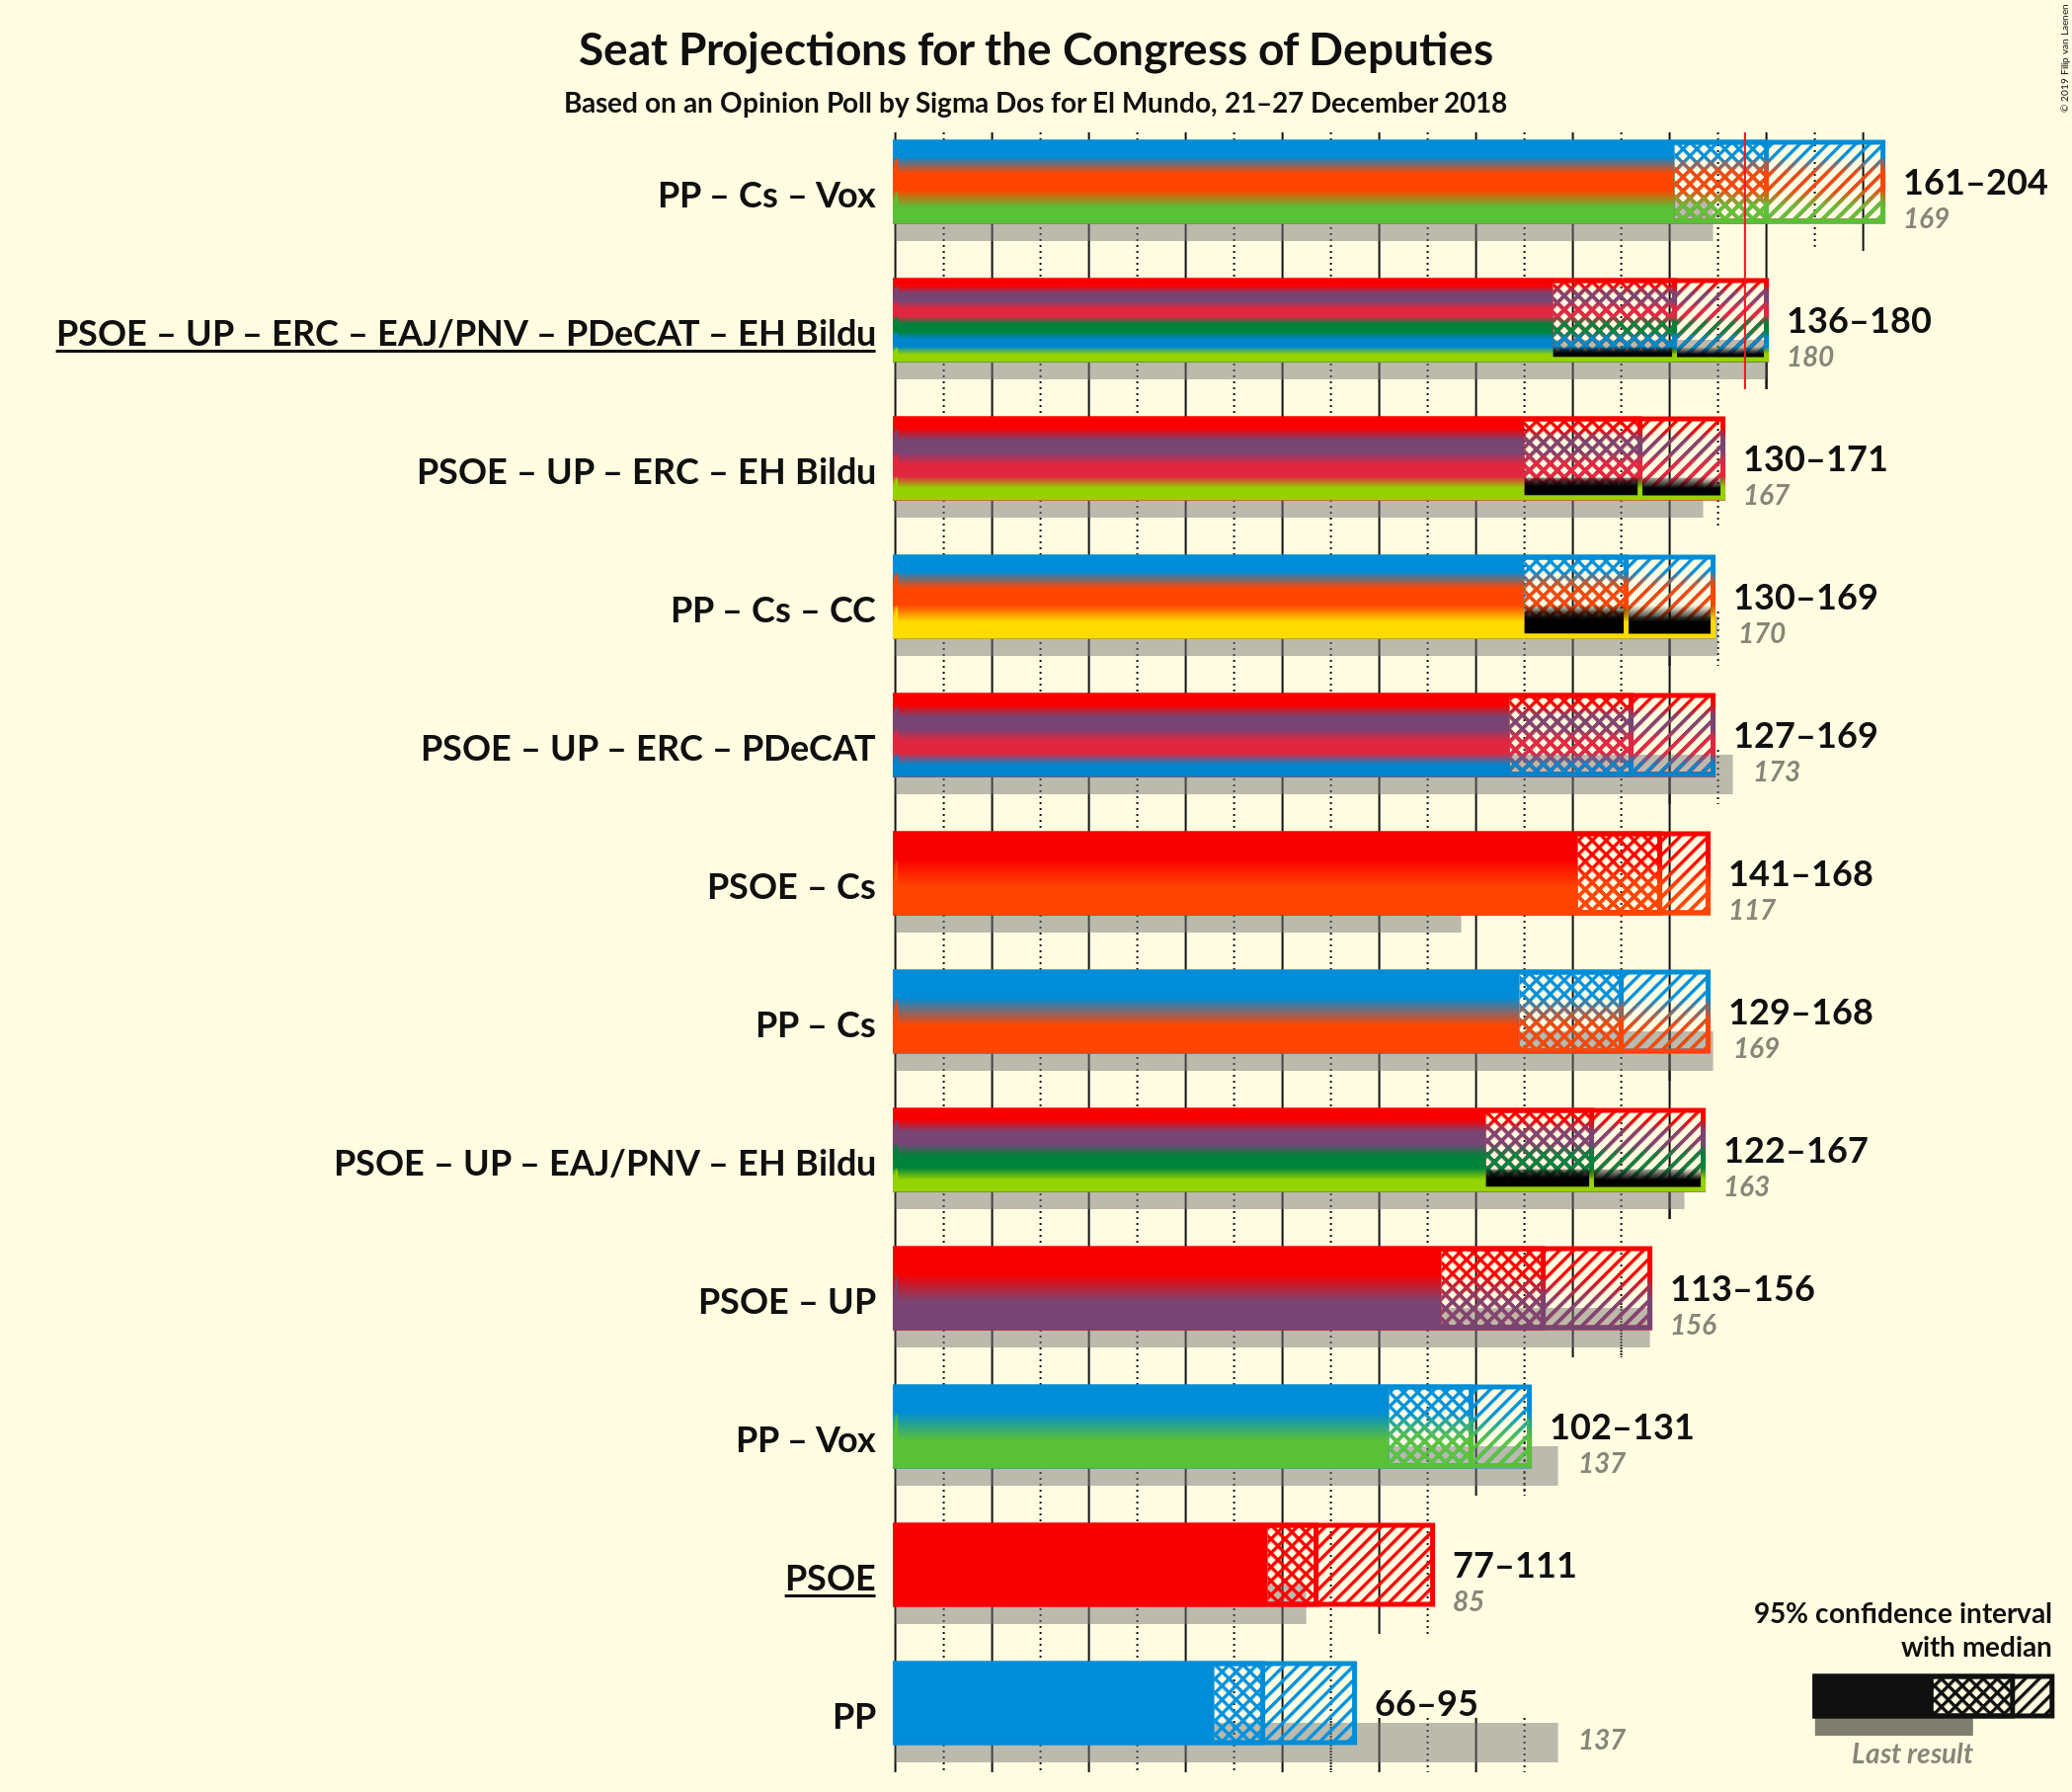 Seat Projections for the Congress of Deputies
Based on an Opinion Poll by Sigma Dos for El Mundo, 21–27 December 2018
© 2019 Filip van Laenen
PP – Cs – Vox
161–204
169
PSOE – UP – ERC – EAJ/PNV – PDeCAT – EH Bildu
136–180
180
PSOE – UP – ERC – EH Bildu
130–171
167
PP – Cs – CC
130–169
170
PSOE – UP – ERC – PDeCAT
127–169
173
PSOE – Cs
141–168
117
PP – Cs
129–168
169
PSOE – UP – EAJ/PNV – EH Bildu
122–167
163
PSOE – UP
113–156
156
PP – Vox
102–131
137
PSOE
77–111
85
PP
66–95
137
95% confidence interval
with median
Last result